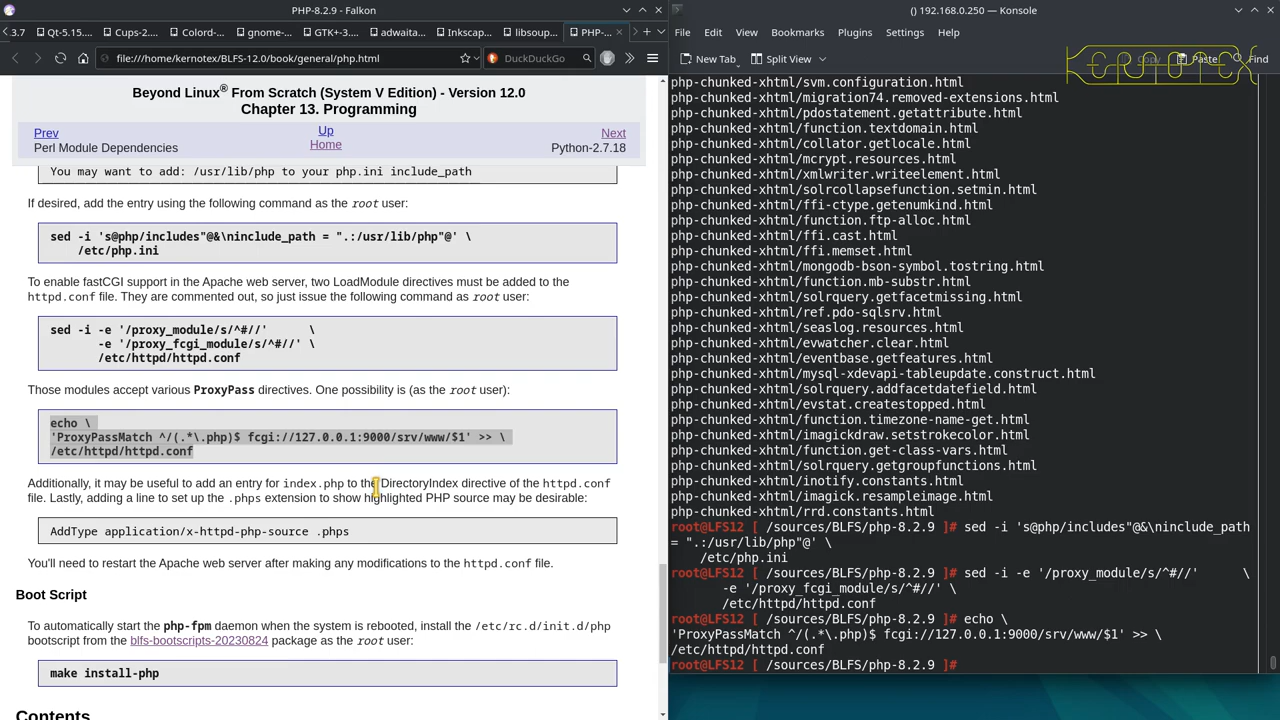 PHP-8.2.9 - Falkon
3.7
Qt-5.15....
Cups-2....
Colord-...
gnome-...
GTK+-3....
adwaita...
Inkscap...
libsoup...
PHP-...
file:///home/kernotex/BLFS-12.0/book/general/php.html
DuckDuckGo
Beyond Linux® From Scratch (System V Edition) - Version 12.0
Chapter 13. Programming
Prev
Up
Next
Perl Module Dependencies
Home
Python-2.7.18
You may want to add: /usr/lib/php to your php.ini include_path
If desired, add the entry using the following command as the root user:
sed -i 's@php/includes"@&\ninclude_path = ".:/usr/lib/php"@' \
/etc/php.ini
To enable fastCGI support in the Apache web server, two LoadModule directives must be added to the
httpd.conf file. They are commented out, so just issue the following command as root user:
sed -i -e '/proxy_module/s/^#//' \
-e '/proxy_fcgi_module/s/^#//' \
/etc/httpd/httpd.conf
Those modules accept various ProxyPass directives. One possibility is (as the root user):
echo \
'ProxyPassMatch ^/(.*\.php)$ fcgi://127.0.0.1:9000/srv/www/$1' >> \
/etc/httpd/httpd.conf
Additionally, it may be useful to add an entry for index.php to the DirectoryIndex directive of the httpd.conf
file. Lastly, adding a line to set up the .phps extension to show highlighted PHP source may be desirable:
AddType application/x-httpd-php-source .phps
You'll need to restart the Apache web server after making any modifications to the httpd.conf file.
Boot Script
To automatically start the php-fpm daemon when the system is rebooted, install the /etc/rc.d/init.d/php
bootscript from the blfs-bootscripts-20230824 package as the root user:
make install-php
Contents
() 192.168.0.250 — Konsole
File
Edit
View
Bookmarks
Plugins
Settings
Help
New Tab
Split View
Copy
Paste
Find
KERNOTEX
php-chunked-xhtml/svm.configuration.html
php-chunked-xhtml/migration74.removed-extensions.html
php-chunked-xhtml/pdostatement.getattribute.html
php-chunked-xhtml/function.textdomain.html
php-chunked-xhtml/collator.getlocale.html
php-chunked-xhtml/mcrypt.resources.html
php-chunked-xhtml/xmlwriter.writeelement.html
php-chunked-xhtml/solrcollapsefunction.setmin.html
php-chunked-xhtml/ffi-ctype.getenumkind.html
php-chunked-xhtml/function.ftp-alloc.html
php-chunked-xhtml/ffi.cast.html
php-chunked-xhtml/ffi.memset.html
php-chunked-xhtml/mongodb-bson-symbol.tostring.html
php-chunked-xhtml/function.mb-substr.html
php-chunked-xhtml/solrquery.getfacetmissing.html
php-chunked-xhtml/ref.pdo-sqlsrv.html
php-chunked-xhtml/seaslog.resources.html
php-chunked-xhtml/evwatcher.clear.html
php-chunked-xhtml/eventbase.getfeatures.html
php-chunked-xhtml/mysql-xdevapi-tableupdate.construct.html
php-chunked-xhtml/solrquery.addfacetdatefield.html
php-chunked-xhtml/evstat.createstopped.html
php-chunked-xhtml/function.timezone-name-get.html
php-chunked-xhtml/imagickdraw.setstrokecolor.html
php-chunked-xhtml/function.get-class-vars.html
php-chunked-xhtml/solrquery.getgroupfunctions.html
php-chunked-xhtml/inotify.constants.html
php-chunked-xhtml/imagick.resampleimage.html
php-chunked-xhtml/rrd.constants.html
root@LFS12 [ /sources/BLFS/php-8.2.9 ]# sed -i 's@php/includes"@&\ninclude_path
= ".:/usr/lib/php"@' \
/etc/php.ini
root@LFS12 [ /sources/BLFS/php-8.2.9 ]# sed -i -e '/proxy_module/s/^#//' \
-e '/proxy_fcgi_module/s/^#//' \
/etc/httpd/httpd.conf
root@LFS12 [ /sources/BLFS/php-8.2.9 ]# echo \
'ProxyPassMatch ^/(.*\.php)$ fcgi://127.0.0.1:9000/srv/www/$1' >> \
/etc/httpd/httpd.conf
root@LFS12 [ /sources/BLFS/php-8.2.9 ]#